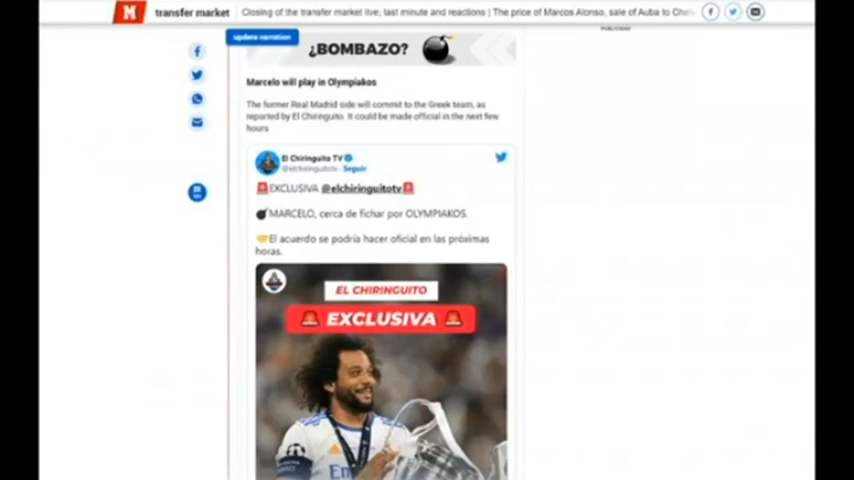 M transfer market Closing of the transfer market live; last minute and reactions | The price of Marcos Alonso, sale of Auba to Chels
update narration
¿BOMBAZO?
Marcelo will play in Olympiakos
The former Real Madrid side will commit to the Greek team, as
reported by El Chiringuito. It could be made official in the next few
hours
El Chiringuito TV
@elchiringuitotv · Seguir
EXCLUSIVA @elchiringuitotv
MARCELO, cerca de fichar por OLYMPIAKOS.
El acuerdo se podría hacer oficial en las próximas
horas.
EL CHIRINGUITO
EXCLUSIVA